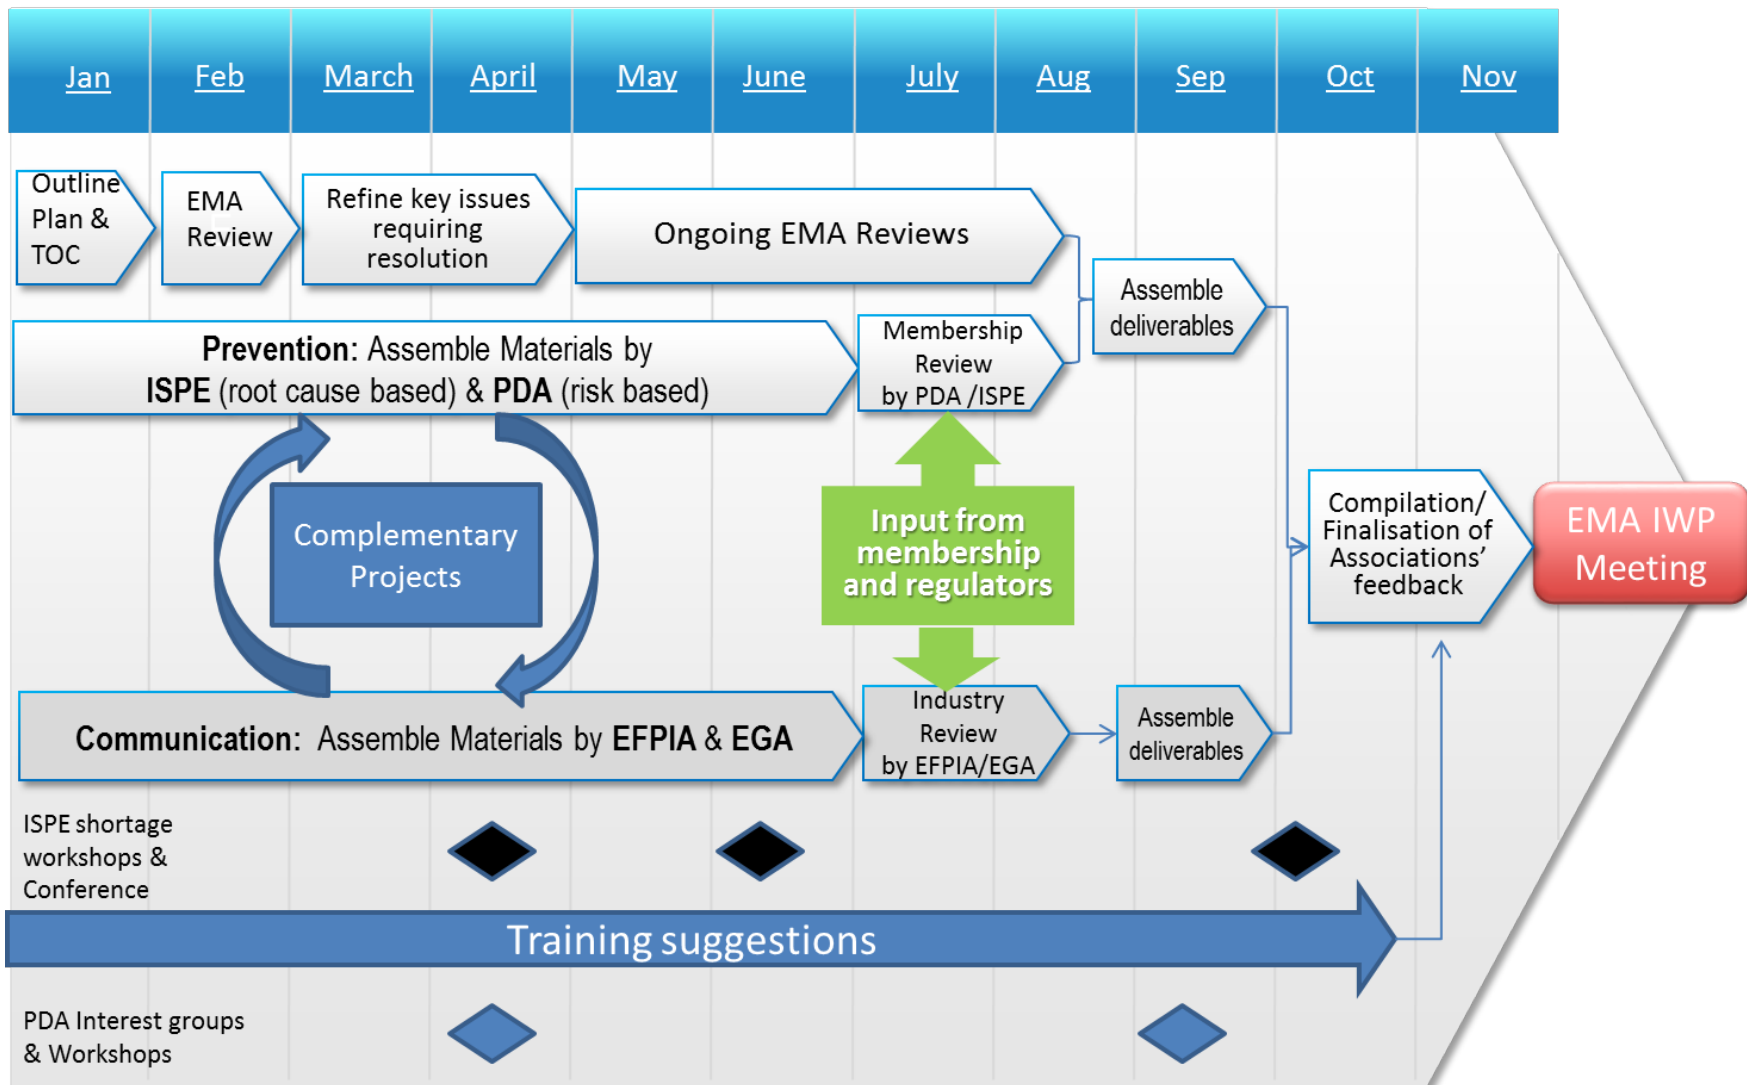 Jan
Feb
March
April
May
June
July
Aug
Sep
Oct
Nov
Outline
Plan &
TOC
EMA
Review
Refine key issues
requiring
resolution
Ongoing EMA Reviews
Assemble
deliverables
Prevention: Assemble Materials by
ISPE (root cause based) & PDA (risk based)
Membership
Review
by PDA /ISPE
Complementary
Projects
Input from
membership
and regulators
Compilation/
Finalisation of
Associations’
feedback
EMA IWP
Meeting
Communication: Assemble Materials by EFPIA & EGA
Industry
Review
by EFPIA/EGA
Assemble
deliverables
ISPE shortage
workshops &
Conference
Training suggestions
PDA Interest groups
& Workshops